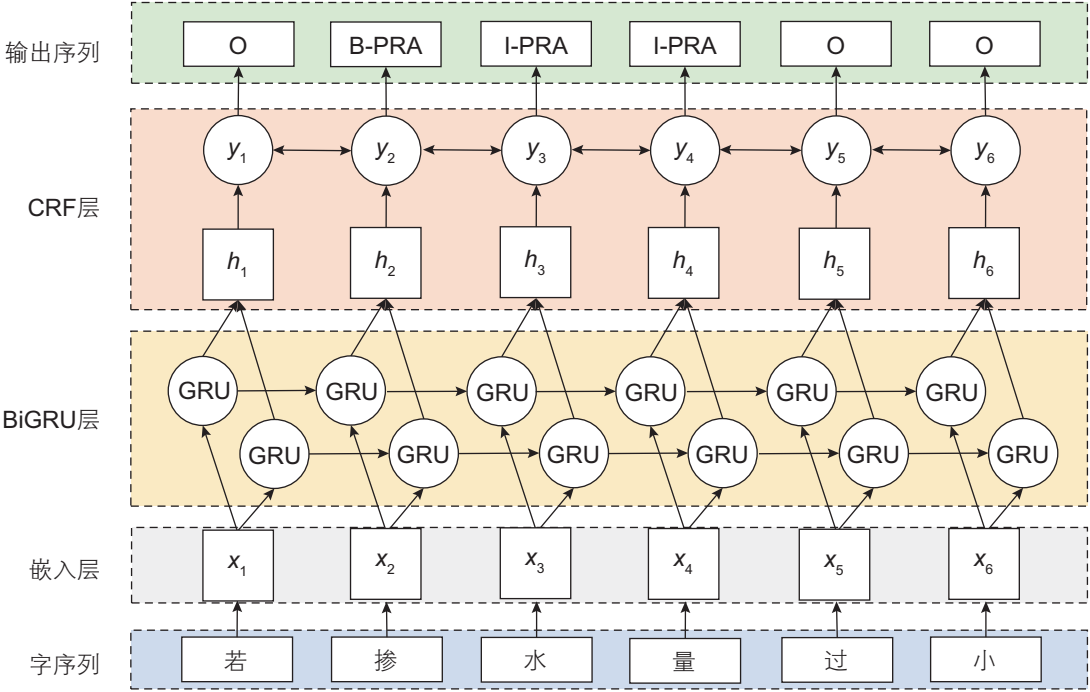 输出序列 O B-PRA I-PRA I-PRA O O
y1 y2 y3 y4 y5 y6
CRF层
h1 h2 h3 h4 h5 h6
GRU GRU GRU GRU GRU GRU
BiGRU层
GRU GRU GRU GRU GRU GRU
嵌入层 x1 x2 x3 x4 x5 x6
字序列 若 掺 水 量 过 小